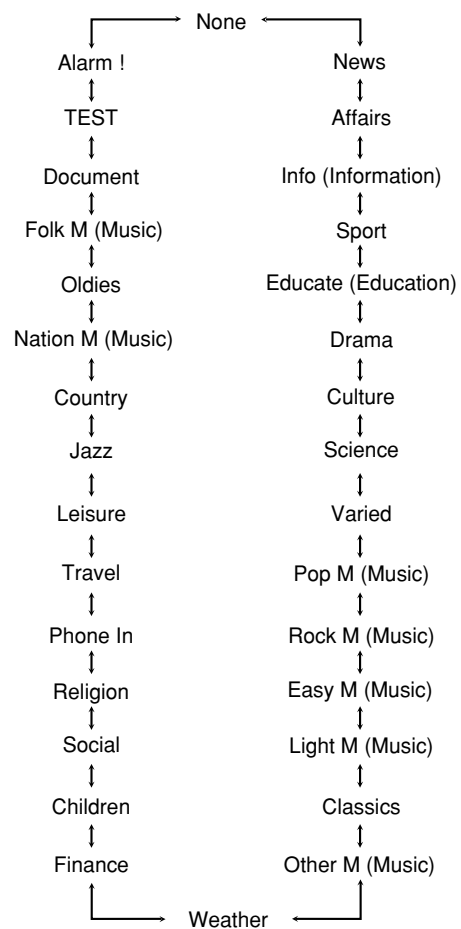 None
Alarm ! News
TEST Affairs
Document Info (Information)
Folk M (Music) Sport
Oldies Educate (Education)
Nation M (Music) Drama
Country Culture
Jazz Science
Leisure Varied
Travel Pop M (Music)
Phone In Rock M (Music)
Religion Easy M (Music)
Social Light M (Music)
Children Classics
Finance Other M (Music)
Weather